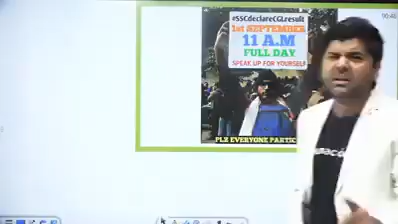 #SSCdeclareCGLresult
1st SEPTEMBER
11 A.M
FULL DAY
SPEAK UP FOR YOURSELF
PLZ EVERYONE PARTIC